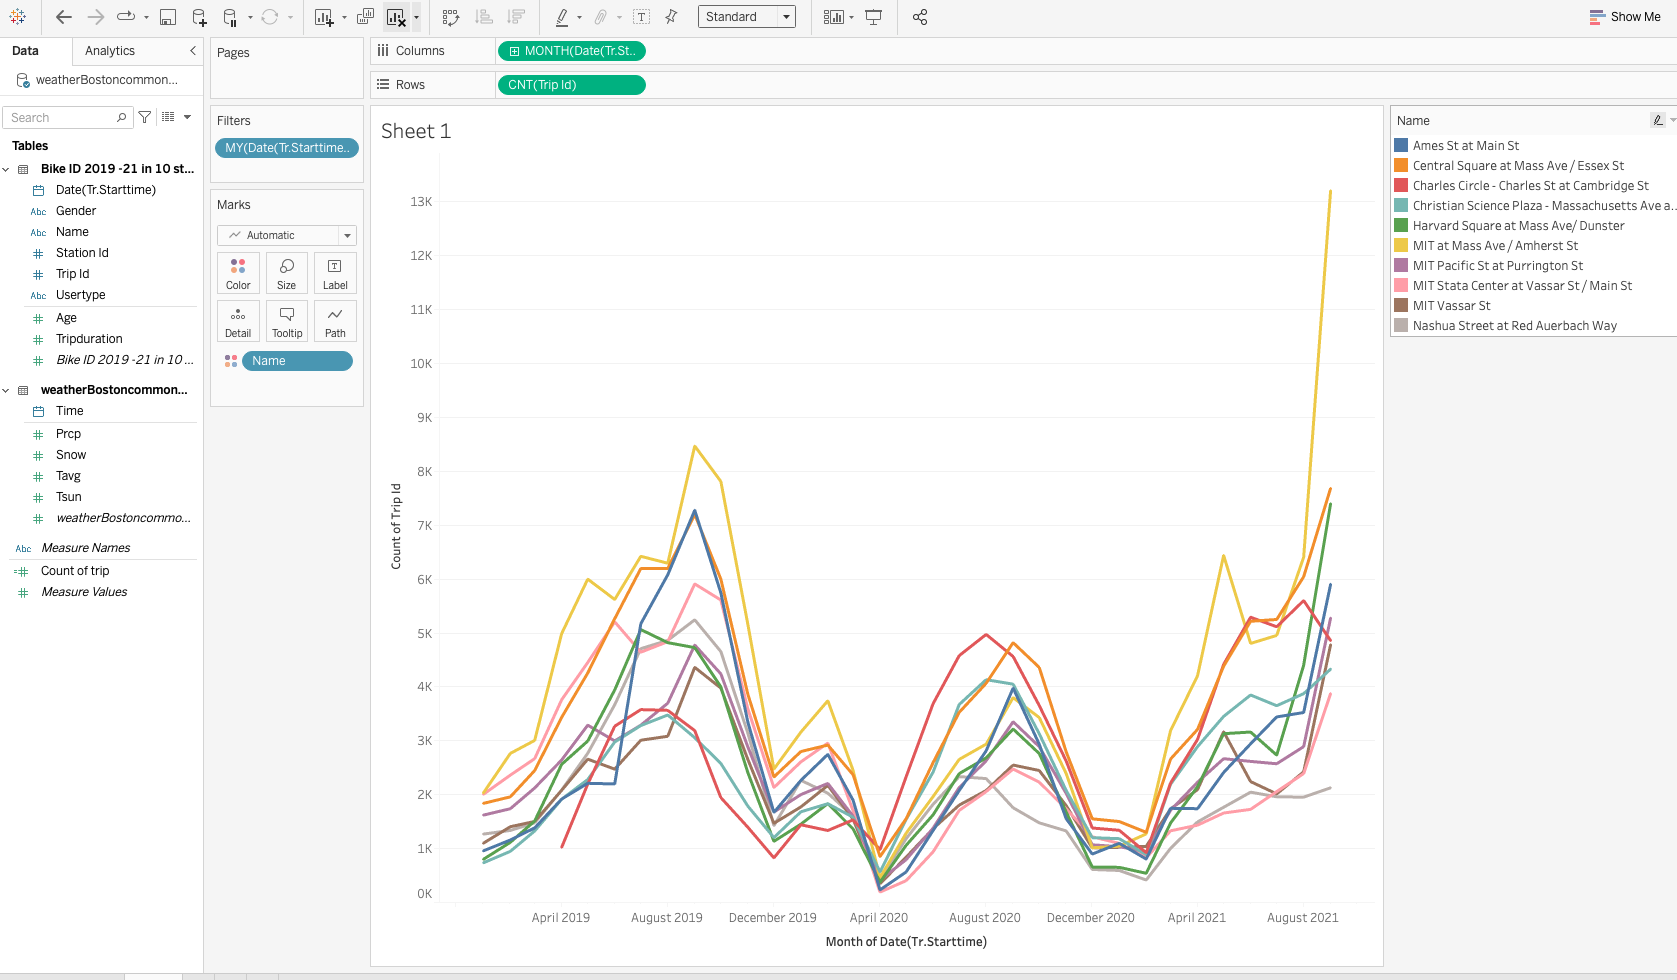 Standard
Show Me
Data
Analytics
weatherBostoncommon...
Search
Tables
Bike ID 2019 -21 in 10 st...
Date(Tr.Starttime)
Abc Gender
Abc Name
Station Id
Trip Id
Abc Usertype
Age
Tripduration
Bike ID 2019 -21 in 10 ...
weatherBostoncommon...
Time
Prcp
Snow
Tavg
Tsun
weatherBostoncommo...
Abc Measure Names
Count of trip
Measure Values
Pages
Filters
MY(Date(Tr.Starttime..
Marks
Automatic
Color
Size
Label
Detail
Tooltip
Path
Name
Columns
MONTH(Date(Tr.St..
Rows
CNT(Trip Id)
Sheet 1
Count of Trip Id
13K
12K
11K
10K
9K
8K
7K
6K
5K
4K
3K
2K
1K
0K
April 2019
August 2019
December 2019
April 2020
August 2020
December 2020
April 2021
August 2021
Month of Date(Tr.Starttime)
Name
Ames St at Main St
Central Square at Mass Ave / Essex St
Charles Circle - Charles St at Cambridge St
Christian Science Plaza - Massachusetts Ave a..
Harvard Square at Mass Ave/ Dunster
MIT at Mass Ave / Amherst St
MIT Pacific St at Purrington St
MIT Stata Center at Vassar St / Main St
MIT Vassar St
Nashua Street at Red Auerbach Way